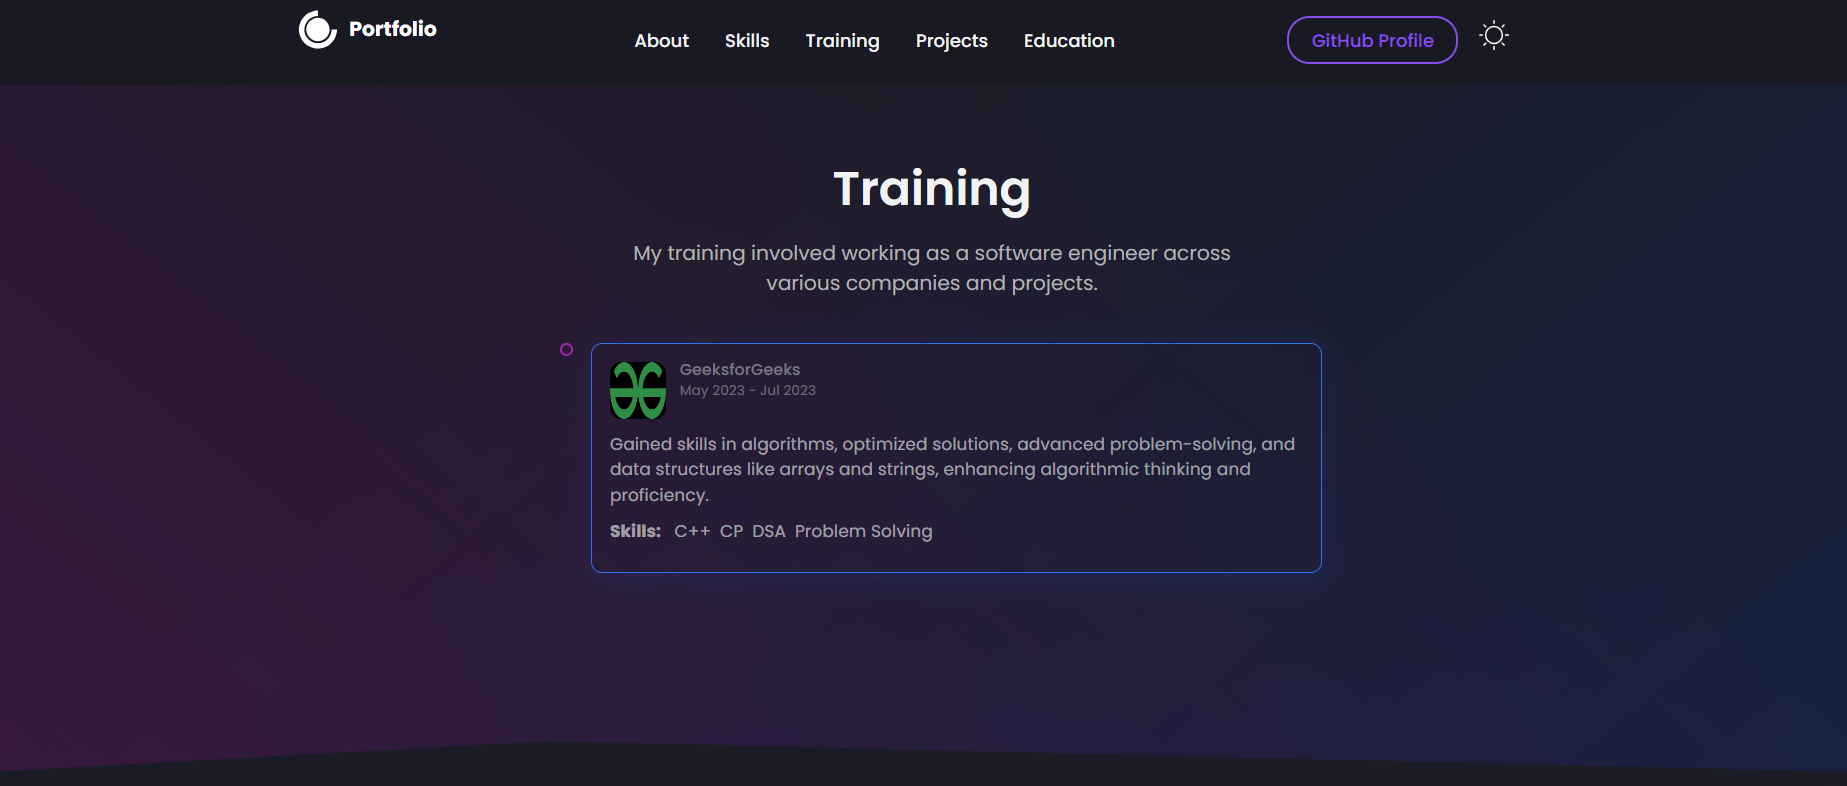 Portfolio
About Skills Training Projects Education
GitHub Profile
Training
My training involved working as a software engineer across
various companies and projects.
GeeksforGeeks
May 2023 - Jul 2023
Gained skills in algorithms, optimized solutions, advanced problem-solving, and
data structures like arrays and strings, enhancing algorithmic thinking and
proficiency.
Skills: C++ CP DSA Problem Solving